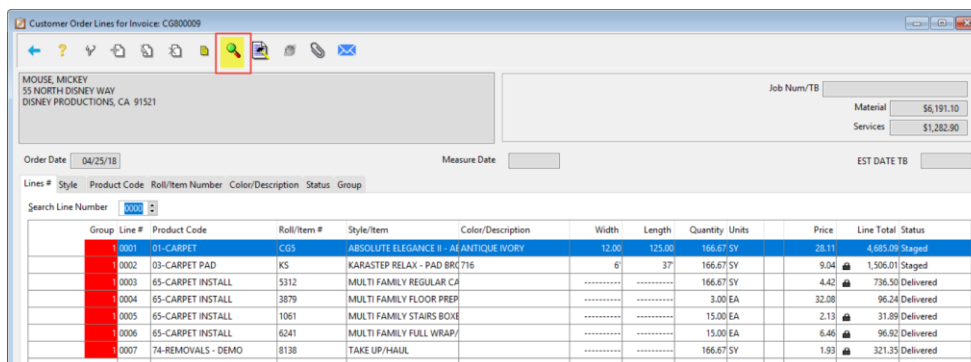 Customer Order Lines for Invoice: CG800009
MOUSE, MICKEY
55 NORTH DISNEY WAY
DISNEY PRODUCTIONS, CA 91521
Job Num/TB
Material $6,191.10
Services $1,282.90
Order Date 04/25/18 Measure Date EST DATE TB
Lines # Style Product Code Roll/Item Number Color/Description Status Group
Search Line Number 0000
Group Line # Product Code Roll/Item # Style/Item Color/Description Width Length Quantity Units Price Line Total Status
1 0001 01-CARPET CGS ABSOLUTE ELEGANCE II - AE ANTIQUE IVORY 12.00 125.00 166.67 SY 28.11 4,685.09 Staged
1 0002 03-CARPET PAD KS KARASTEP RELAX - PAD BRO 716 6' 37' 166.67 SY 9.04 1,506.01 Staged
1 0003 65-CARPET INSTALL 5312 MULTI FAMILY REGULAR CA ---------- ---------- 166.67 SY 4.42 736.50 Delivered
1 0004 65-CARPET INSTALL 3879 MULTI FAMILY FLOOR PREP ---------- ---------- 3.00 EA 32.08 96.24 Delivered
1 0005 65-CARPET INSTALL 1061 MULTI FAMILY STAIRS BOXE ---------- ---------- 15.00 EA 2.13 31.89 Delivered
1 0006 65-CARPET INSTALL 6241 MULTI FAMILY FULL WRAP/ ---------- ---------- 15.00 EA 6.46 96.92 Delivered
1 0007 74-REMOVALS - DEMO 8138 TAKE UP/HAUL ---------- ---------- 166.67 SY 1.93 321.35 Delivered